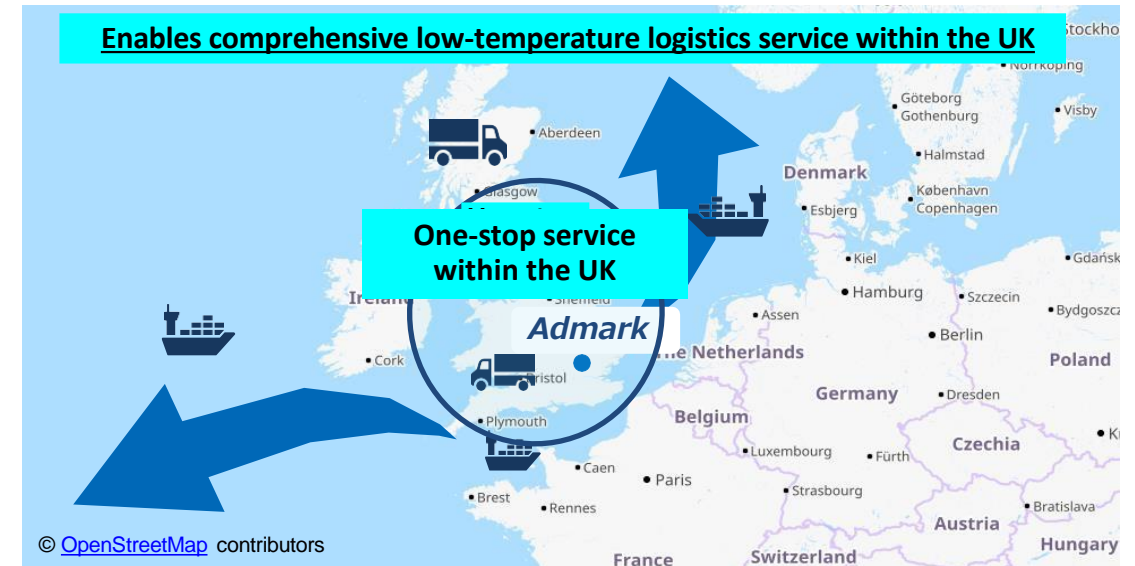 Enables comprehensive low-temperature logistics service within the UK
Norrköping
Göteborg
Gothenburg
Visby
Aberdeen
Halmstad
Denmark
Glasgow
København
Copenhagen
Esbjerg
One-stop service
within the UK
Kiel
Gdańsk
Hamburg
Szczecin
Sheffield
Assen
Bydgoszcz
Admark
Berlin
Netherlands
Cork
Poland
Bristol
Germany
Dresden
Belgium
Plymouth
Czechia
Luxembourg
Fürth
Caen
Paris
Strasbourg
Brest
Rennes
Bratislava
Austria
© OpenStreetMap contributors
Hungary
France
Switzerland